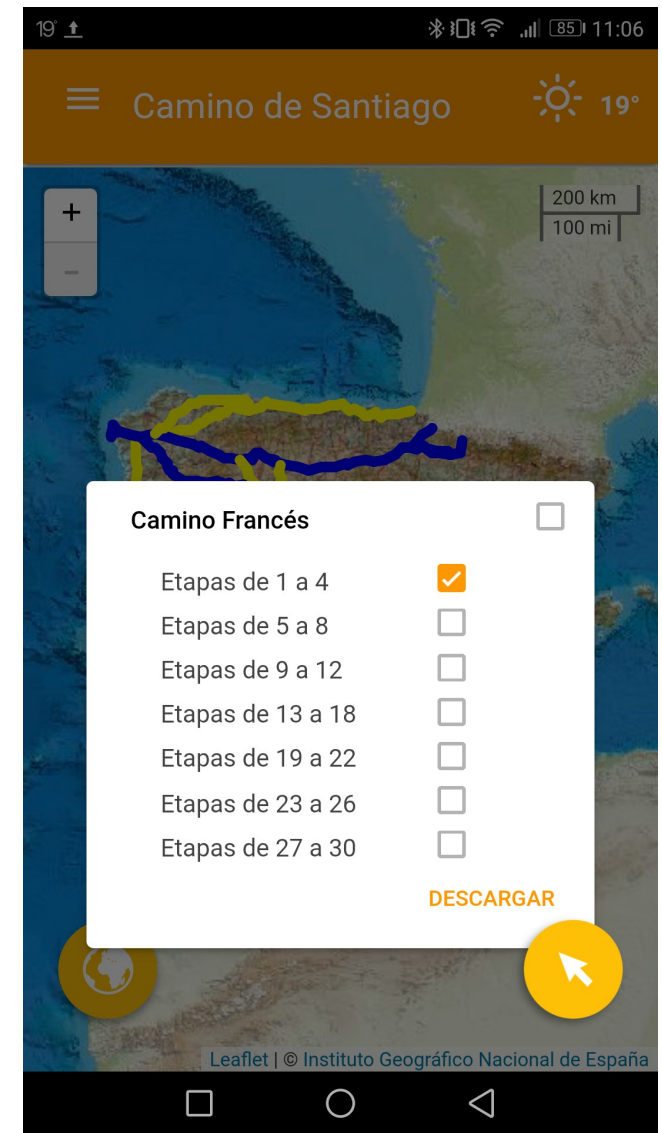 19° 85 11:06
Camino de Santiago 19°
+ 200 km
- 100 mi
Camino Francés
Etapas de 1 a 4
Etapas de 5 a 8
Etapas de 9 a 12
Etapas de 13 a 18
Etapas de 19 a 22
Etapas de 23 a 26
Etapas de 27 a 30
DESCARGAR
Leaflet | © Instituto Geográfico Nacional de España